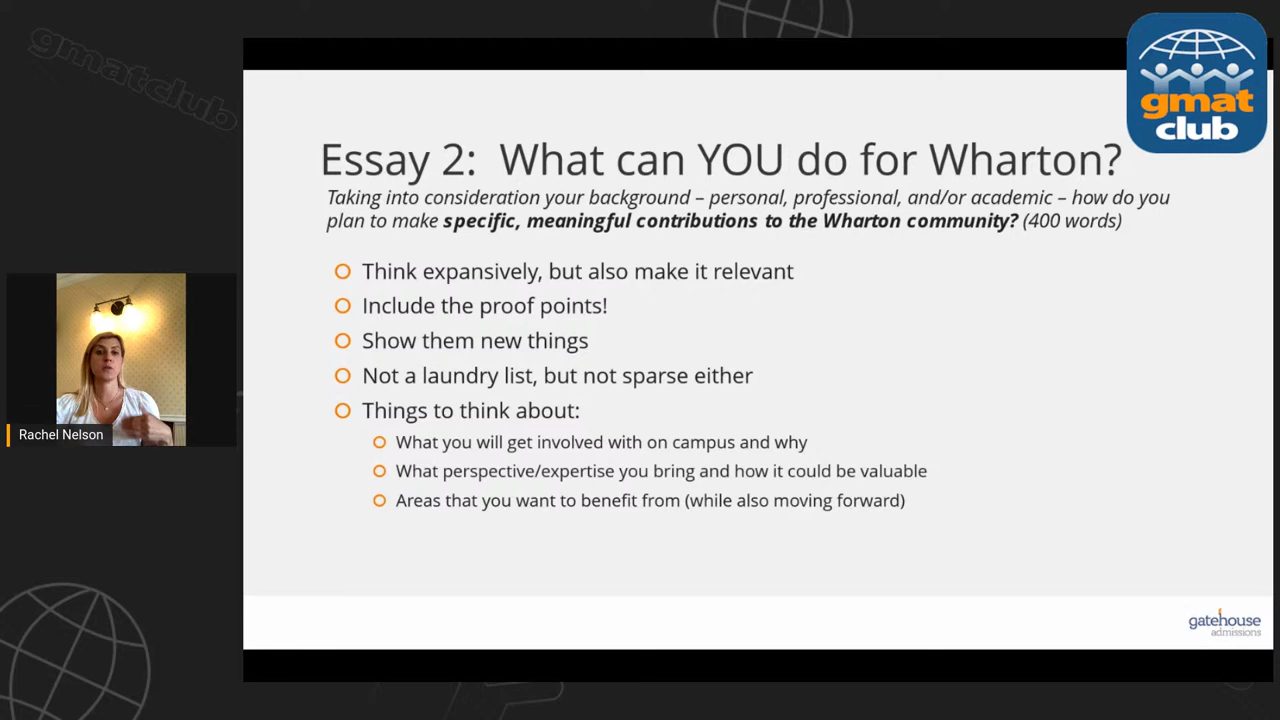 gmatclub
gmat
club
Essay 2: What can YOU do for Wharton?
Taking into consideration your background – personal, professional, and/or academic – how do you
plan to make specific, meaningful contributions to the Wharton community? (400 words)
Think expansively, but also make it relevant
Include the proof points!
Show them new things
Not a laundry list, but not sparse either
Things to think about:
What you will get involved with on campus and why
What perspective/expertise you bring and how it could be valuable
Areas that you want to benefit from (while also moving forward)
Rachel Nelson
gatehouse
admissions